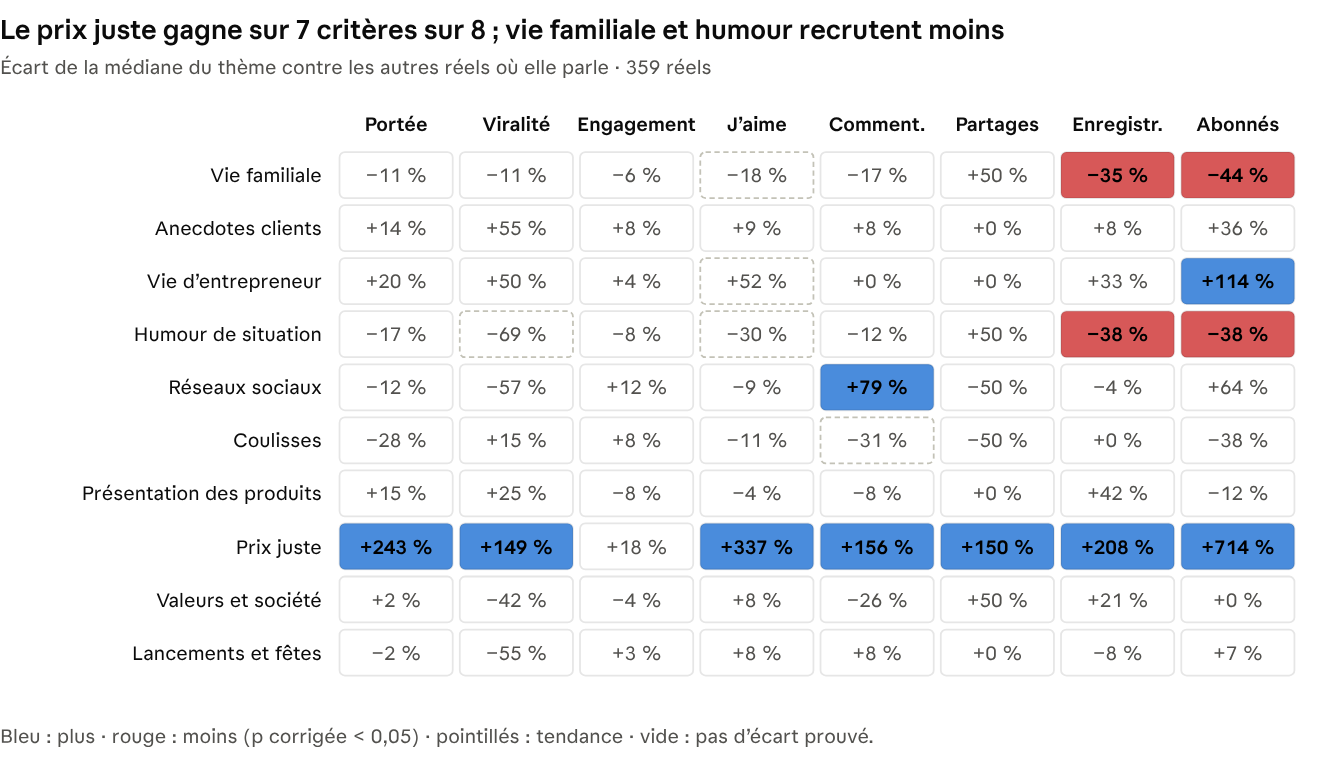 Le prix juste gagne sur 7 critères sur 8 ; vie familiale et humour recrutent moins
Écart de la médiane du thème contre les autres réels où elle parle · 359 réels
Portée Viralité Engagement J’aime Comment. Partages Enregistr. Abonnés
Vie familiale −11 % −11 % −6 % −18 % −17 % +50 % −35 % −44 %
Anecdotes clients +14 % +55 % +8 % +9 % +8 % +0 % +8 % +36 %
Vie d’entrepreneur +20 % +50 % +4 % +52 % +0 % +0 % +33 % +114 %
Humour de situation −17 % −69 % −8 % −30 % −12 % +50 % −38 % −38 %
Réseaux sociaux −12 % −57 % +12 % −9 % +79 % −50 % −4 % +64 %
Coulisses −28 % +15 % +8 % −11 % −31 % −50 % +0 % −38 %
Présentation des produits +15 % +25 % −8 % −4 % −8 % +0 % +42 % −12 %
Prix juste +243 % +149 % +18 % +337 % +156 % +150 % +208 % +714 %
Valeurs et société +2 % −42 % −4 % +8 % −26 % +50 % +21 % +0 %
Lancements et fêtes −2 % −55 % +3 % +8 % +8 % +0 % −8 % +7 %
Bleu : plus · rouge : moins (p corrigée < 0,05) · pointillés : tendance · vide : pas d’écart prouvé.